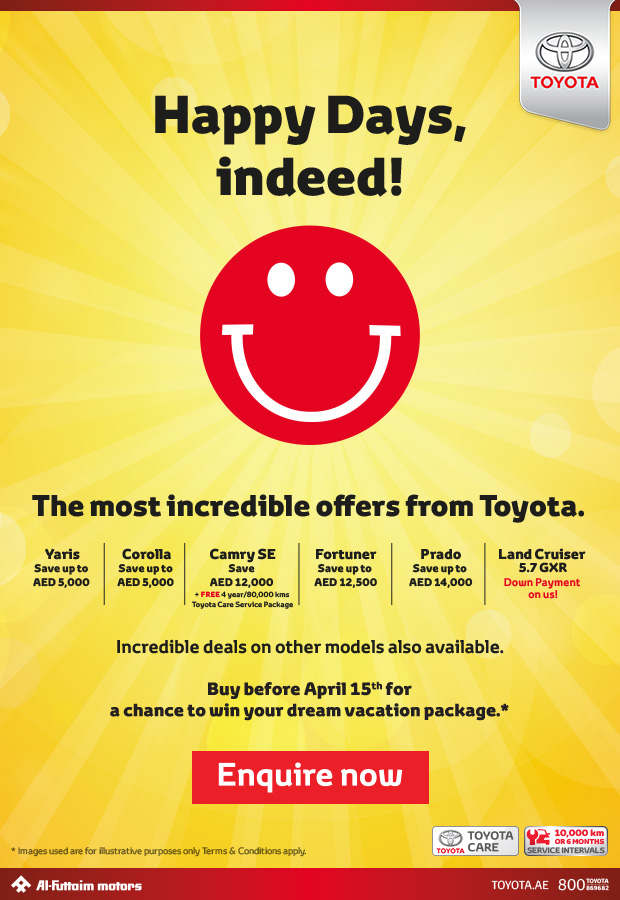 TOYOTA
Happy Days,
indeed!
The most incredible offers from Toyota.
Yaris
Save up to
AED 5,000
Corolla
Save up to
AED 5,000
Camry SE
Save
AED 12,000
+ FREE 4 year/80,000 kms
Toyota Care Service Package
Fortuner
Save up to
AED 12,500
Prado
Save up to
AED 14,000
Land Cruiser
5.7 GXR
Down Payment
on us!
Incredible deals on other models also available.
Buy before April 15th for
a chance to win your dream vacation package.*
Enquire now
TOYOTA
TOYOTA
CARE
10,000 km
OR 6 MONTHS
SERVICE INTERVALS
* Images used are for illustrative purposes only Terms & Conditions apply.
Al-Futtaim motors
TOYOTA.AE 800 TOYOTA
869682